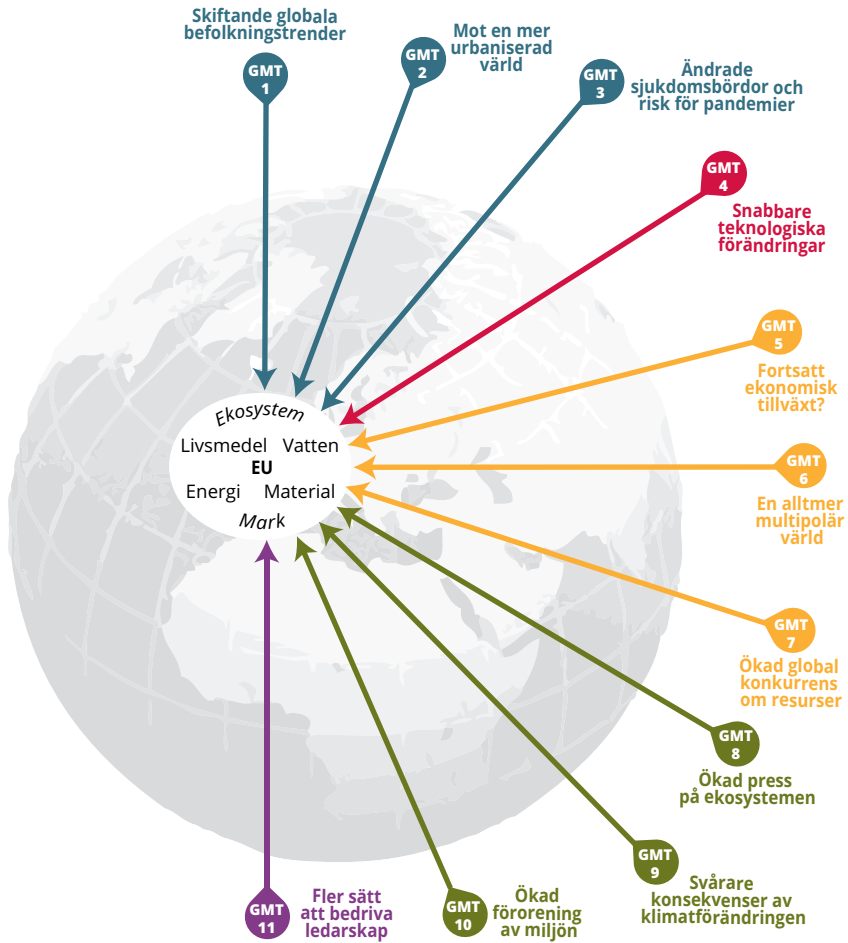 Skiftande globala
befolkningstrender
GMT
1
Mot en mer
urbaniserad
värld
GMT
2
Ändrade
sjukdomsbördor och
risk för pandemier
GMT
3
GMT
4
Snabbare
teknologiska
förändringar
GMT
5
Fortsatt
ekonomisk
tillväxt?
GMT
6
En alltmer
multipolär
värld
GMT
7
Ökad global
konkurrens
om resurser
GMT
8
Ökad press
på ekosystemen
GMT
9
Svårare
konsekvenser av
klimatförändringen
GMT
10
Ökad
förorening
av miljön
GMT
11
Fler sätt
att bedriva
ledarskap
Ekosystem
Livsmedel Vatten
EU
Energi Material
Mark